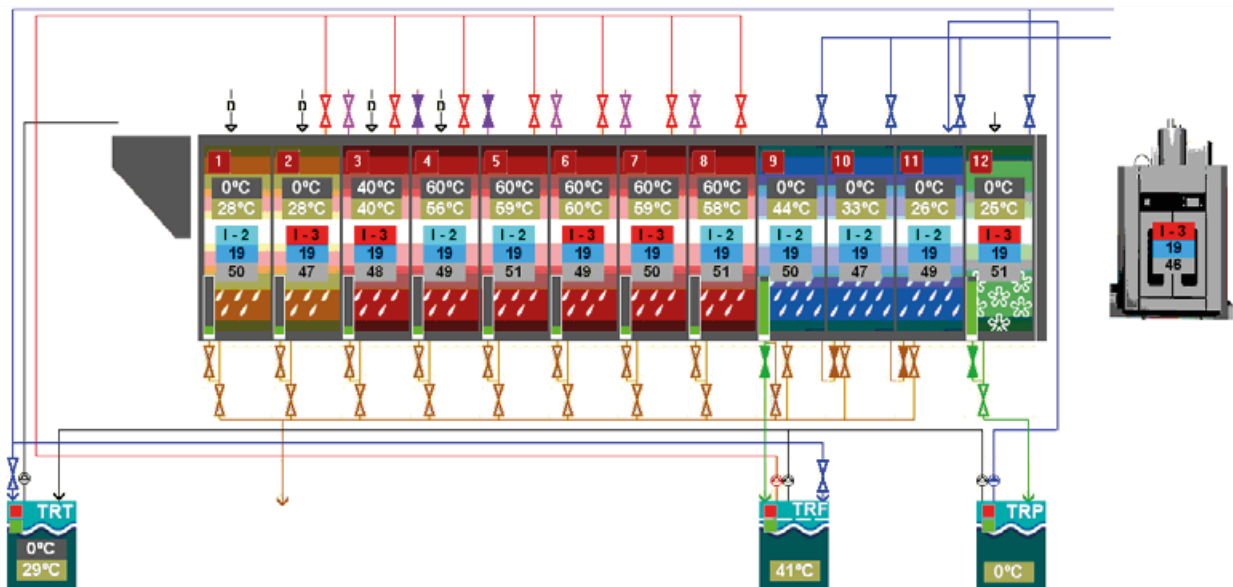 D D D D
1 2 3 4 5 6 7 8 9 10 11 12
0ºC 0ºC 40ºC 60ºC 60ºC 60ºC 60ºC 60ºC 0ºC 0ºC 0ºC 0ºC
28ºC 28ºC 40ºC 56ºC 59ºC 60ºC 59ºC 58ºC 44ºC 33ºC 26ºC 25ºC
I - 2 I - 3 I - 3 I - 2 I - 2 I - 3 I - 3 I - 2 I - 2 I - 2 I - 2 I - 3 I - 3
19 19 19 19 19 19 19 19 19 19 19 19 19
50 47 48 49 51 49 50 51 50 47 49 51 46
TRT TRF TRP
0ºC
29ºC 41ºC 0ºC